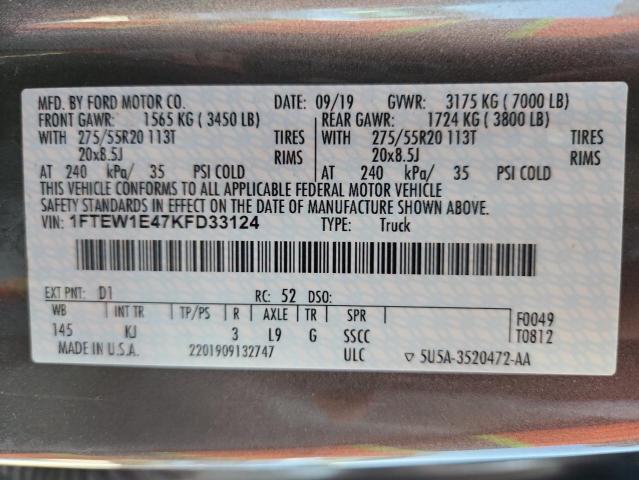 MFD. BY FORD MOTOR CO. DATE: 09/19 GVWR: 3175 KG ( 7000 LB)
FRONT GAWR: 1565 KG ( 3450 LB) REAR GAWR: 1724 KG ( 3800 LB)
WITH 275/55R20 113T TIRES WITH 275/55R20 113T TIRES
20x8.5J RIMS 20x8.5J RIMS
AT 240 kPa/ 35 PSI COLD AT 240 kPa/ 35 PSI COLD
THIS VEHICLE CONFORMS TO ALL APPLICABLE FEDERAL MOTOR VEHICLE
SAFETY STANDARDS IN EFFECT ON THE DATE OF MANUFACTURE SHOWN ABOVE.
VIN: 1FTEW1E47KFD33124 TYPE: Truck
EXT PNT: D1 RC: 52 DSO:
WB INT TR TP/PS R AXLE TR SPR F0049
145 KJ 3 L9 G SSCC T0812
MADE IN U.S.A. 2201909132747 ULC ▽ 5U5A-3520472-AA